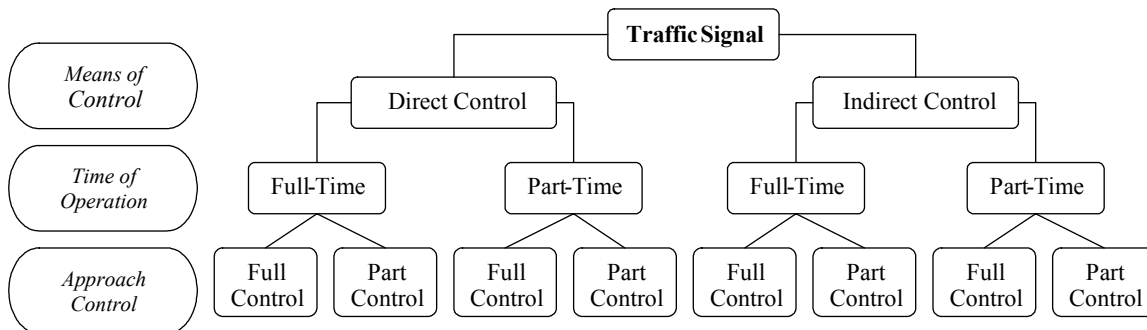 Traffic Signal
Means of
Control
Direct Control
Indirect Control
Time of
Operation
Full-Time
Part-Time
Full-Time
Part-Time
Approach
Control
Full
Control
Part
Control
Full
Control
Part
Control
Full
Control
Part
Control
Full
Control
Part
Control